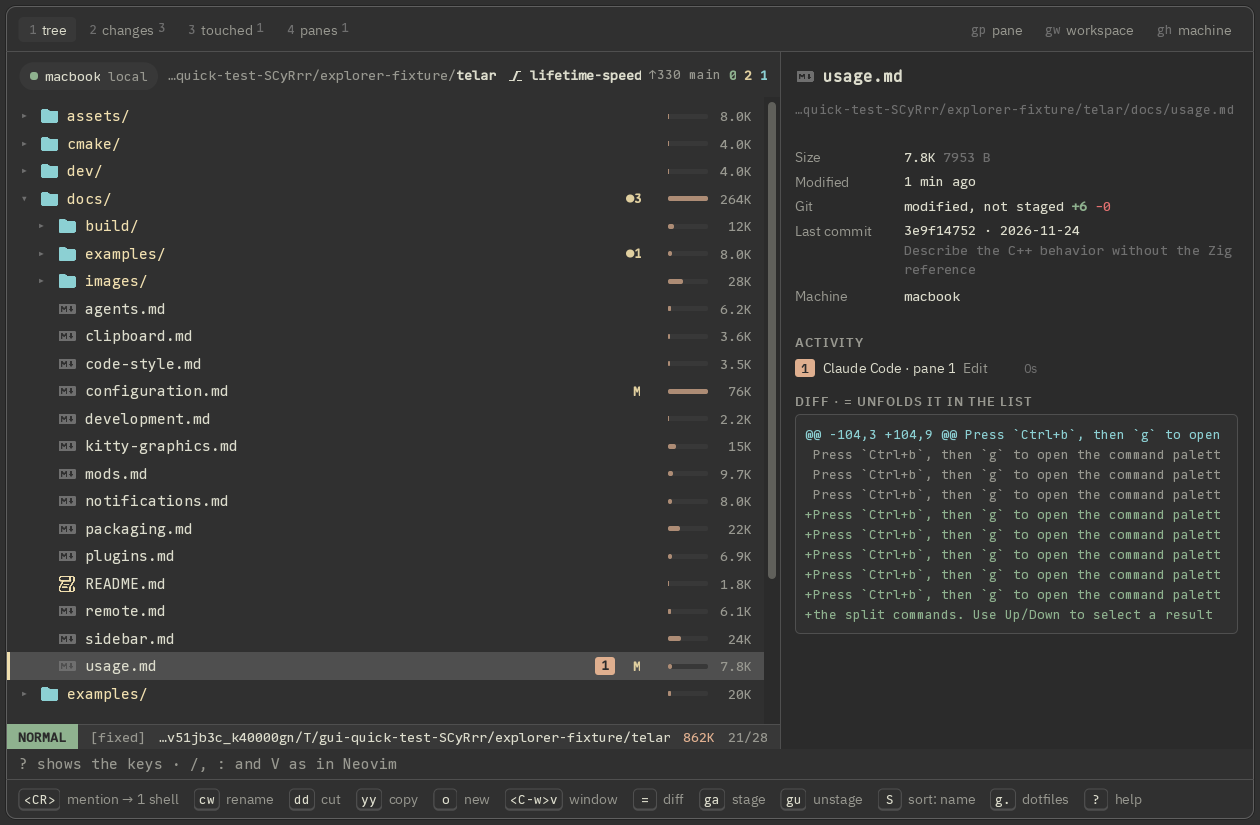 1 tree 2 changes 3 3 touched 1 4 panes 1 gp pane gw workspace gh machine
macbook local …quick-test-SCyRrr/explorer-fixture/telar lifetime-speed ↑330 main 0 2 1
▸ assets/ 8.0K
▸ cmake/ 4.0K
▸ dev/ 4.0K
▾ docs/ ●3 264K
▸ build/ 12K
▸ examples/ ●1 8.0K
▸ images/ 28K
agents.md 6.2K
clipboard.md 3.6K
code-style.md 3.5K
configuration.md M 76K
development.md 2.2K
kitty-graphics.md 15K
mods.md 9.7K
notifications.md 8.0K
packaging.md 22K
plugins.md 6.9K
README.md 1.8K
remote.md 6.1K
sidebar.md 24K
usage.md 1 M 7.8K
▸ examples/ 20K
NORMAL [fixed] …v51jb3c_k40000gn/T/gui-quick-test-SCyRrr/explorer-fixture/telar 862K 21/28
usage.md
…quick-test-SCyRrr/explorer-fixture/telar/docs/usage.md
Size 7.8K 7953 B
Modified 1 min ago
Git modified, not staged +6 -0
Last commit 3e9f14752 · 2026-11-24
Describe the C++ behavior without the Zig
reference
Machine macbook
ACTIVITY
1 Claude Code · pane 1 Edit 0s
DIFF · = UNFOLDS IT IN THE LIST
@@ -104,3 +104,9 @@ Press `Ctrl+b`, then `g` to open
Press `Ctrl+b`, then `g` to open the command palett
Press `Ctrl+b`, then `g` to open the command palett
Press `Ctrl+b`, then `g` to open the command palett
+Press `Ctrl+b`, then `g` to open the command palett
+Press `Ctrl+b`, then `g` to open the command palett
+Press `Ctrl+b`, then `g` to open the command palett
+Press `Ctrl+b`, then `g` to open the command palett
+Press `Ctrl+b`, then `g` to open the command palett
+the split commands. Use Up/Down to select a result
? shows the keys · /, : and V as in Neovim
<CR> mention → 1 shell cw rename dd cut yy copy o new <C-w>v window = diff ga stage gu unstage S sort: name g. dotfiles ? help